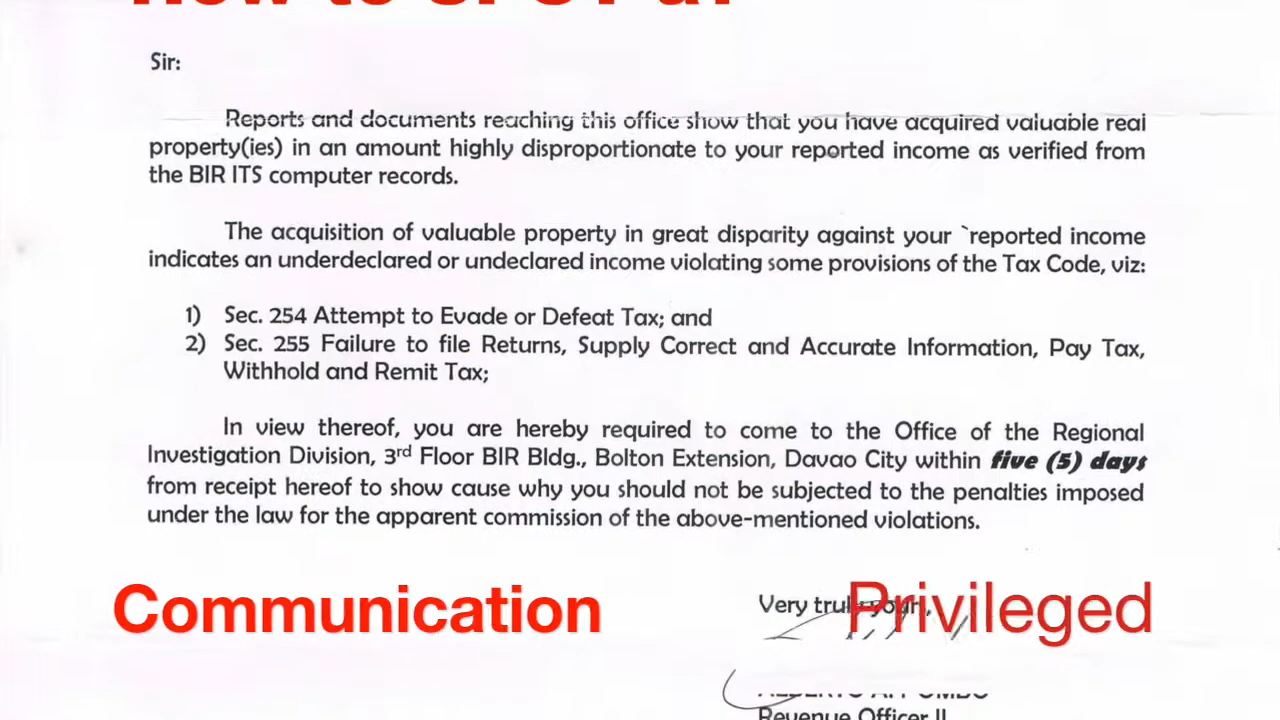 how to SPOT a?
Sir:
Reports and documents reaching this office show that you have acquired valuable real
property(ies) in an amount highly disproportionate to your reported income as verified from
the BIR ITS computer records.
The acquisition of valuable property in great disparity against your `reported income
indicates an underdeclared or undeclared income violating some provisions of the Tax Code, viz:
1) Sec. 254 Attempt to Evade or Defeat Tax; and
2) Sec. 255 Failure to file Returns, Supply Correct and Accurate Information, Pay Tax,
Withhold and Remit Tax;
In view thereof, you are hereby required to come to the Office of the Regional
Investigation Division, 3rd Floor BIR Bldg., Bolton Extension, Davao City within five (5) days
from receipt hereof to show cause why you should not be subjected to the penalties imposed
under the law for the apparent commission of the above-mentioned violations.
Communication
Very truly
Privileged
Revenue Officer II